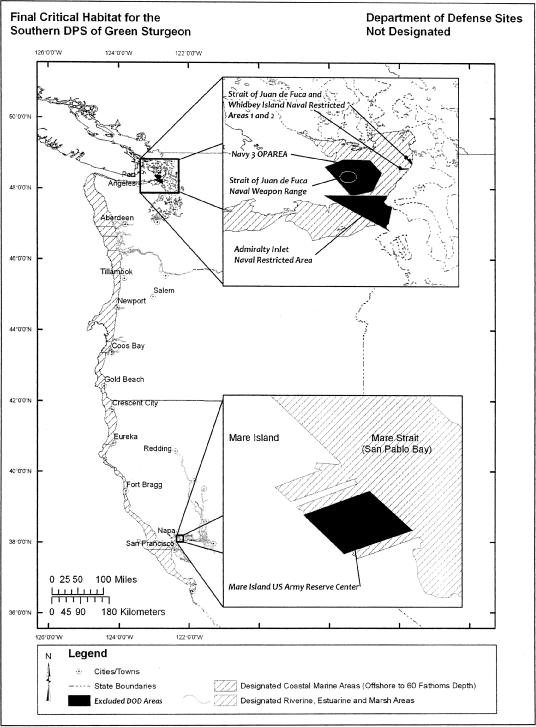 Final Critical Habitat for the
Southern DPS of Green Sturgeon
Department of Defense Sites
Not Designated
126°0'0"W
124°0'0"W
122°0'0"W
50°0'0"N
48°0'0"N
46°0'0"N
44°0'0"N
42°0'0"N
40°0'0"N
38°0'0"N
36°0'0"N
Strait of Juan de Fuca and
Whidbey Island Naval Restricted
Areas 1 and 2
Navy 3 OPAREA
Strait of Juan de Fuca
Naval Weapon Range
Admiralty Inlet
Naval Restricted Area
Port
Angeles
Aberdeen
Tillamook
Salem
Newport
Coos Bay
Gold Beach
Crescent City
Eureka
Redding
Fort Bragg
Napa
San Francisco
Mare Island
Mare Strait
(San Pablo Bay)
Mare Island US Army Reserve Center
0 25 50 100 Miles
0 45 90 180 Kilometers
126°0'0"W
124°0'0"W
122°0'0"W
N
Legend
Cities/Towns
State Boundaries
Excluded DOD Areas
Designated Coastal Marine Areas (Offshore to 60 Fathoms Depth)
Designated Riverine, Estuarine and Marsh Areas